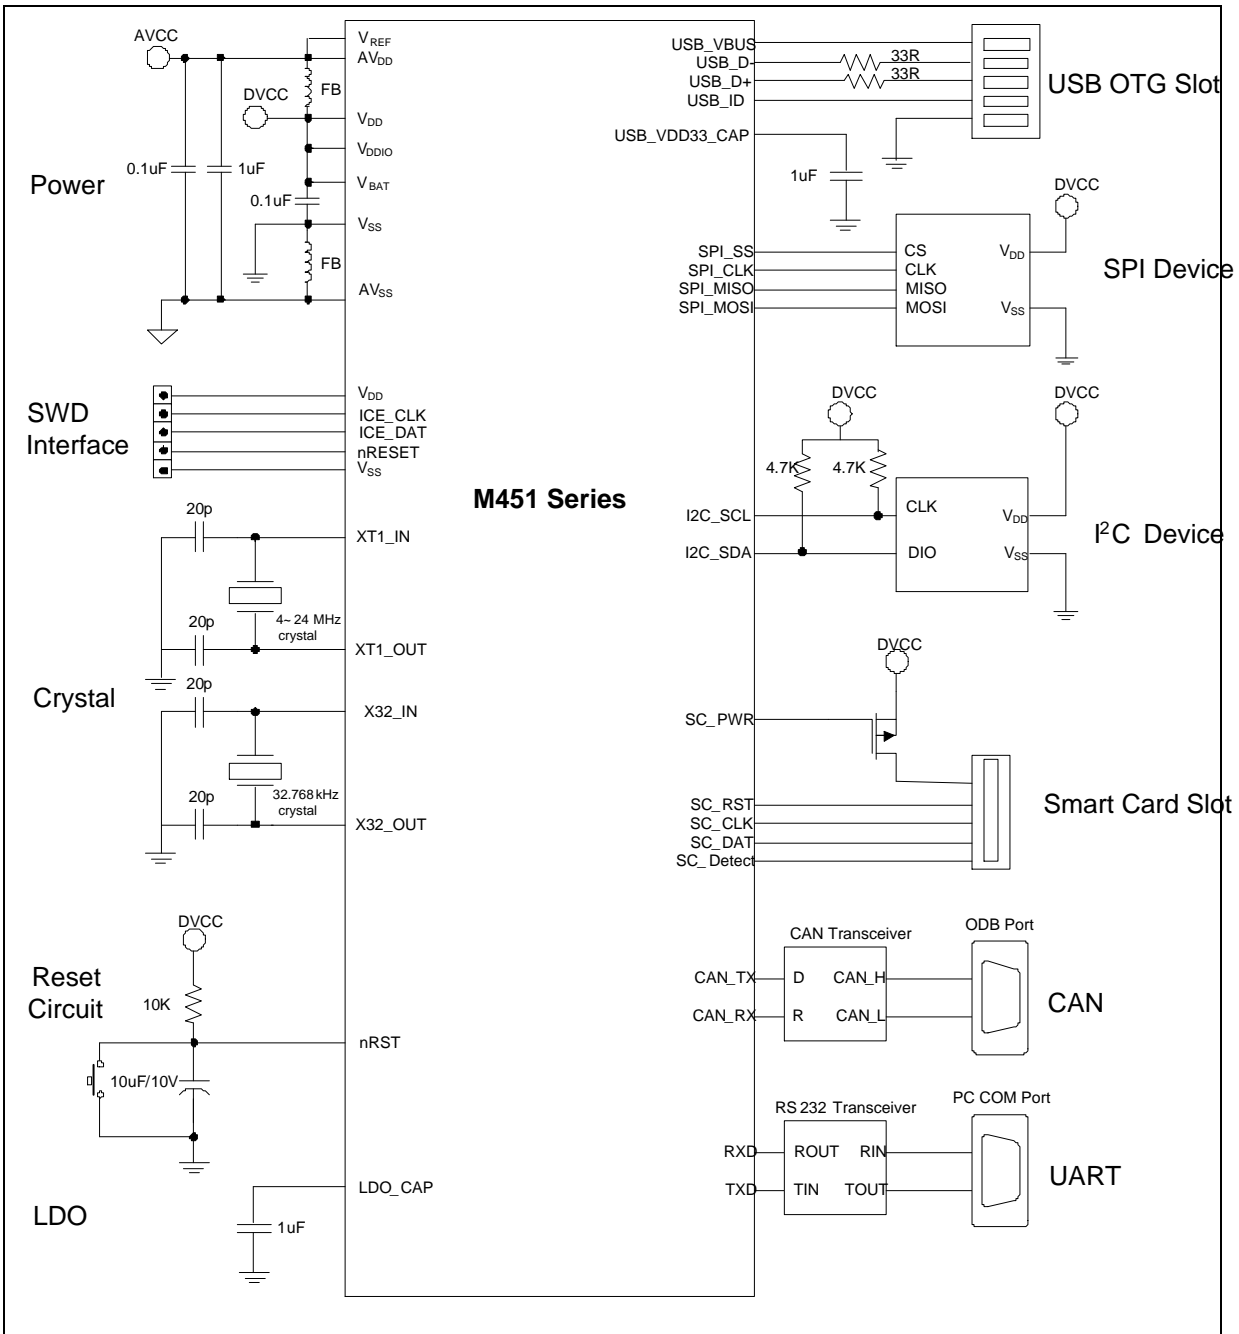 AVCC
VREF
AVDD
FB
DVCC
VDD
VDDIO
0.1uF
1uF
Power
VBAT
0.1uF
VSS
FB
AVSS
SWD
Interface
VDD
ICE_CLK
ICE_DAT
nRESET
VSS
M451 Series
20p
XT1_IN
4~24 MHz
crystal
20p
XT1_OUT
Crystal
20p
X32_IN
32.768kHz
crystal
20p
X32_OUT
DVCC
Reset
Circuit
10K
nRST
10uF/10V
LDO_CAP
LDO
1uF
USB_VBUS
USB_D-
33R
USB_D+
33R
USB_ID
USB OTG Slot
USB_VDD33_CAP
1uF
DVCC
SPI_SS
CS
VDD
SPI_CLK
CLK
SPI Device
SPI_MISO
MISO
SPI_MOSI
MOSI
VSS
DVCC
DVCC
4.7K
4.7K
I2C_SCL
CLK
VDD
I2C Device
I2C_SDA
DIO
VSS
DVCC
SC_PWR
SC_RST
SC_CLK
SC_DAT
SC_Detect
Smart Card Slot
CAN Transceiver
ODB Port
CAN_TX
D
CAN_H
CAN_RX
R
CAN_L
CAN
RS 232 Transceiver
PC COM Port
RXD
ROUT
RIN
TXD
TIN
TOUT
UART